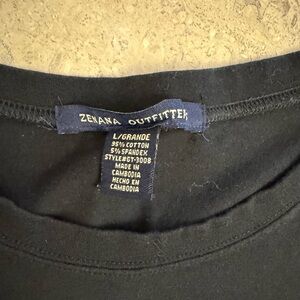 ZENANA OUTFITTER
L/GRANDE
95% COTTON
5% SPANDEX
STYLE#GT-3008
MADE IN
CAMBODIA
HECHO EN
CAMBODIA